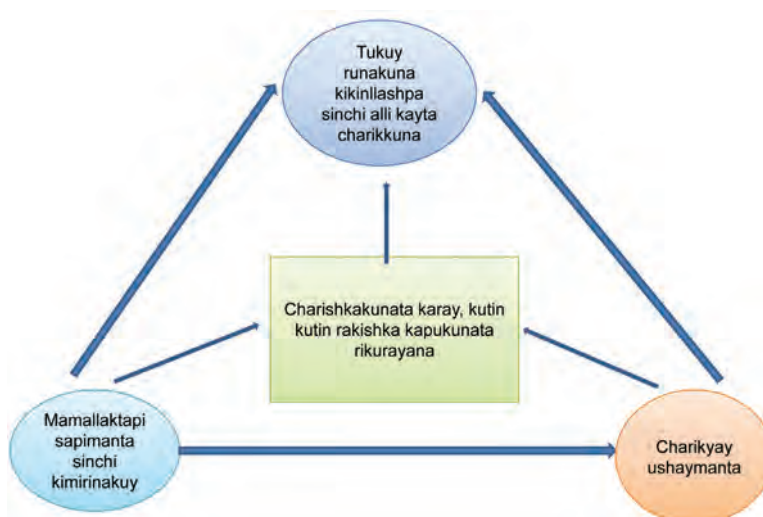 Tukuy
runakuna
kikinllashpa
sinchi alli kayta
charikkuna
Charishkakunata karay, kutin
kutin rakishka kapukunata
rikurayana
Mamallaktapi
sapimanta
sinchi
kimirinakuy
Charikyay
ushaymanta